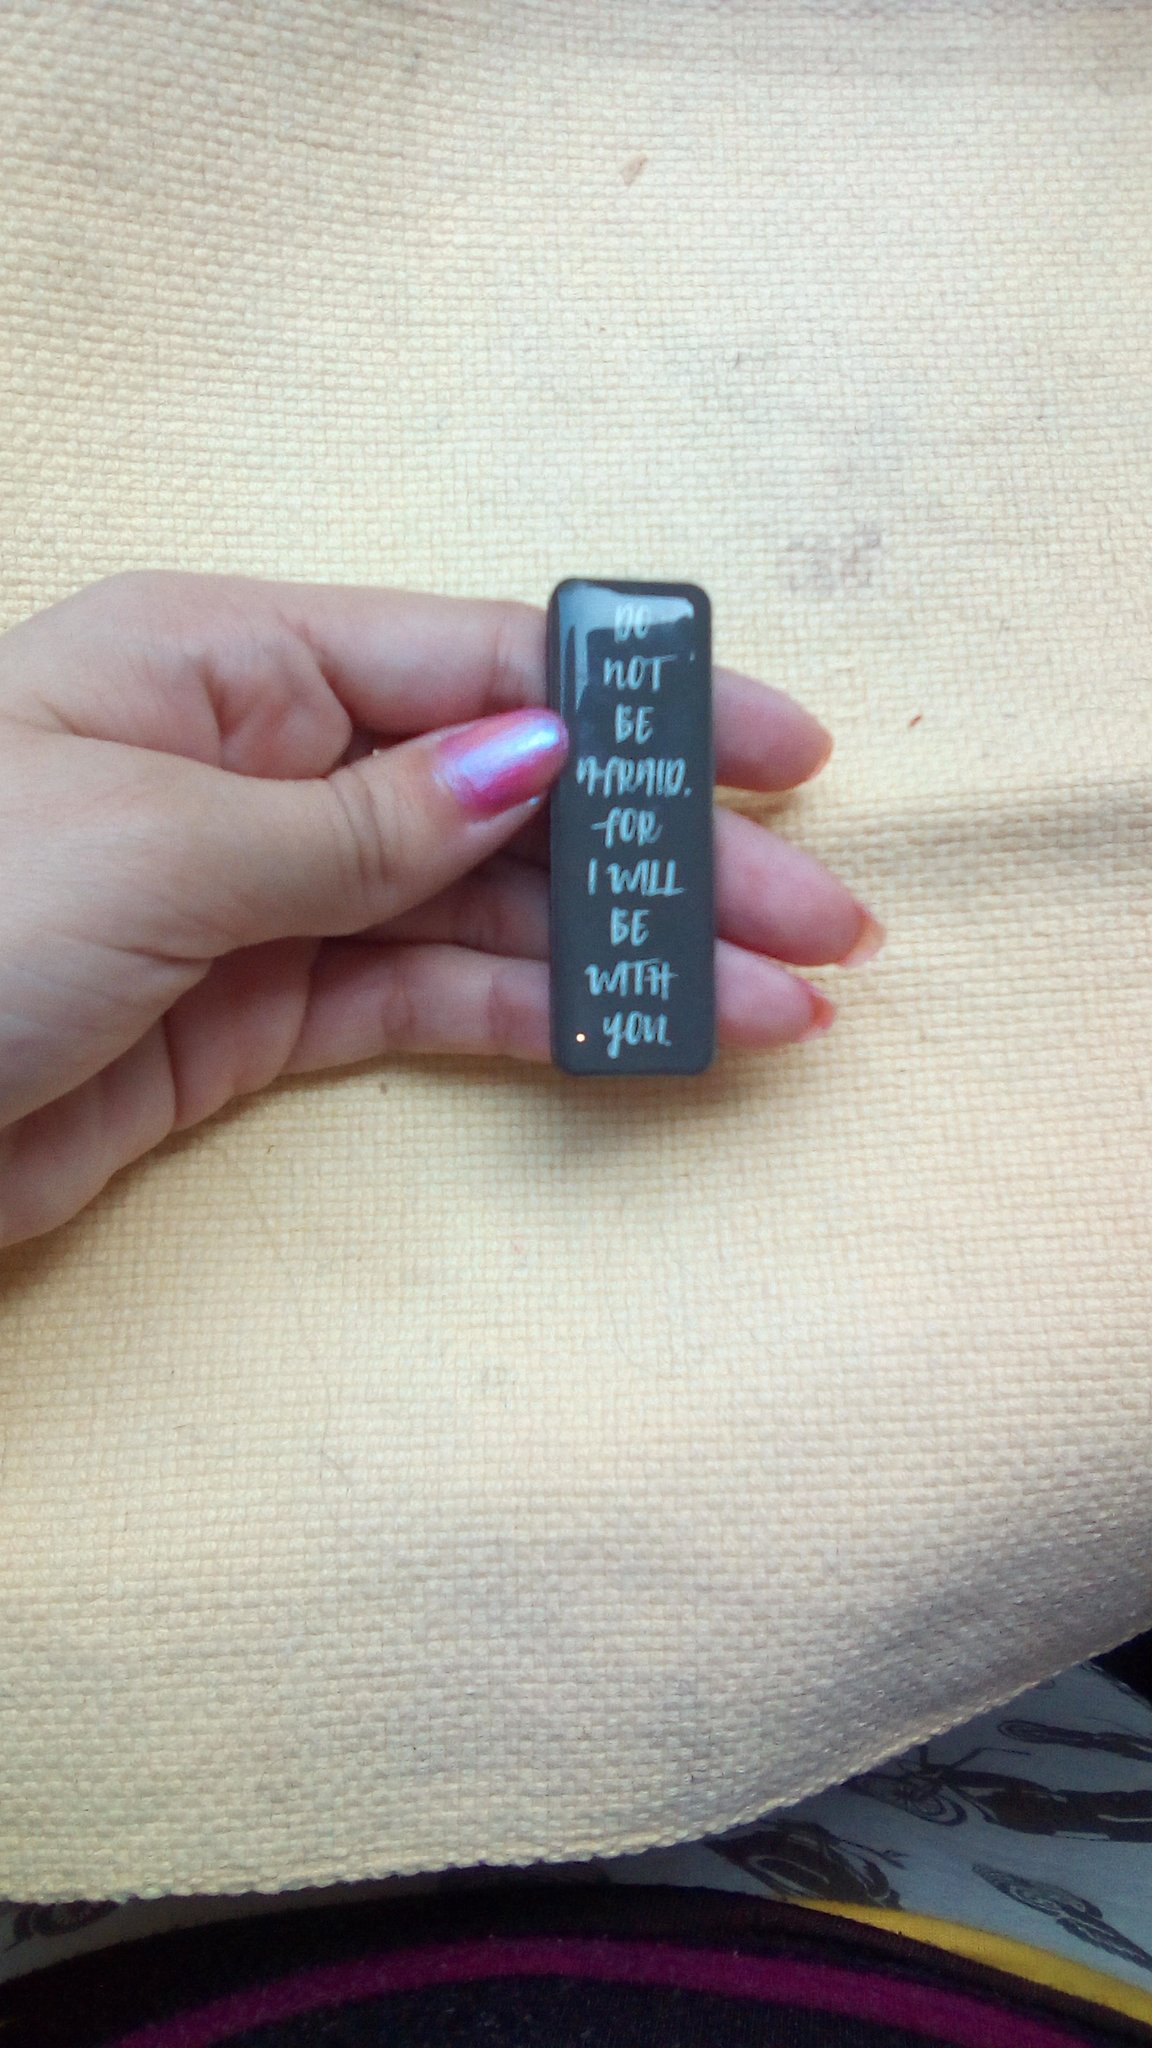 DO
NOT
BE
AFRAID.
FOR
I WILL
BE
WITH
YOU.